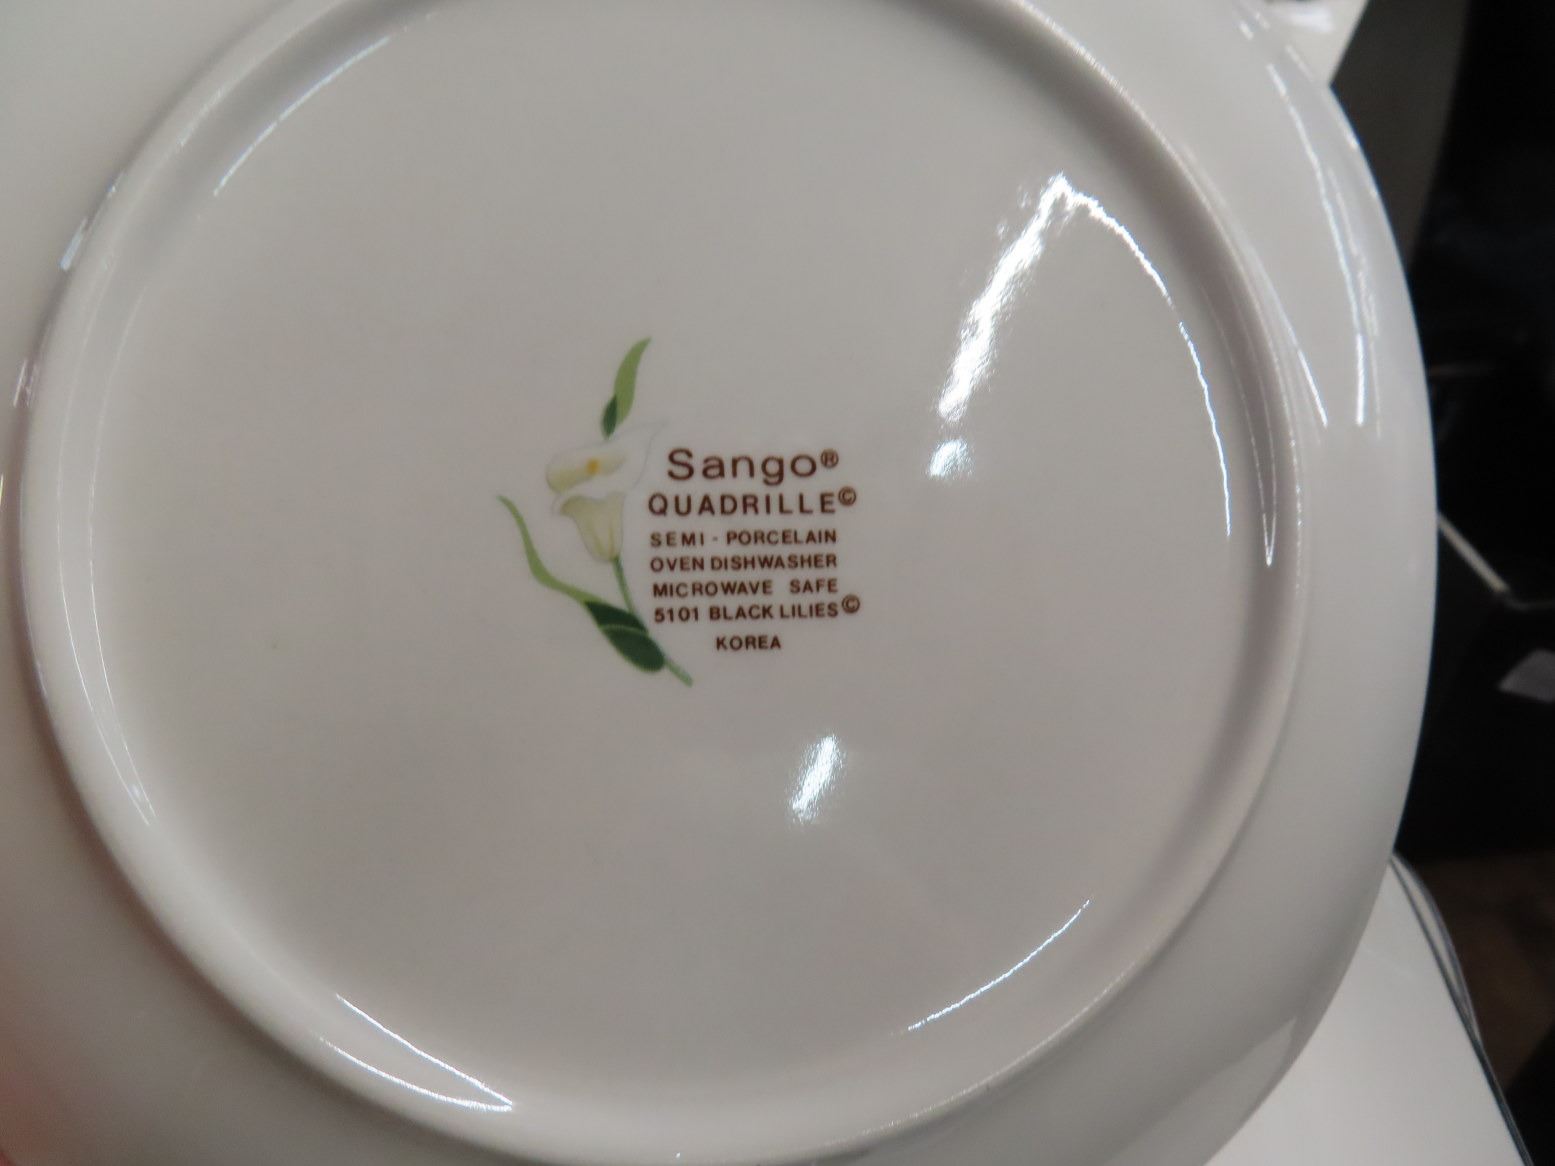 Sango®
QUADRILLE©
SEMI - PORCELAIN
OVEN DISHWASHER
MICROWAVE SAFE
5101 BLACK LILIES©
KOREA